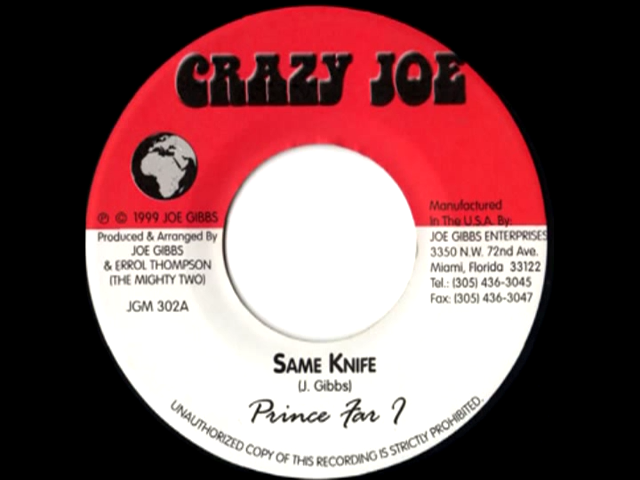 CRAZY JOE
℗ © 1999 JOE GIBBS
Produced & Arranged By
JOE GIBBS
& ERROL THOMPSON
(THE MIGHTY TWO)
JGM 302A
Manufactured
In The U.S.A. By:
JOE GIBBS ENTERPRISES
3350 N.W. 72nd Ave.
Miami, Florida 33122
Tel.: (305) 436-3045
Fax: (305) 436-3047
SAME KNIFE
(J. Gibbs)
Prince Far I
UNAUTHORIZED COPY OF THIS RECORDING IS STRICTLY PROHIBITED.